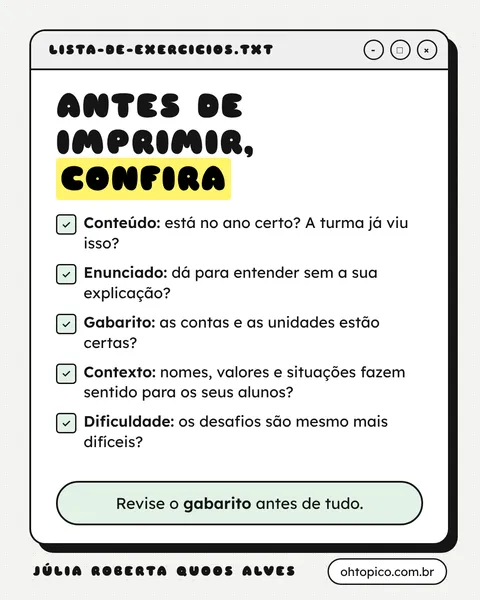 LISTA-DE-EXERCICIOS.TXT
ANTES DE
IMPRIMIR,
CONFIRA
Conteúdo: está no ano certo? A turma já viu
isso?
Enunciado: dá para entender sem a sua
explicação?
Gabarito: as contas e as unidades estão
certas?
Contexto: nomes, valores e situações fazem
sentido para os seus alunos?
Dificuldade: os desafios são mesmo mais
difíceis?
Revise o gabarito antes de tudo.
JÚLIA ROBERTA QUOOS ALVES
ohtopico.com.br